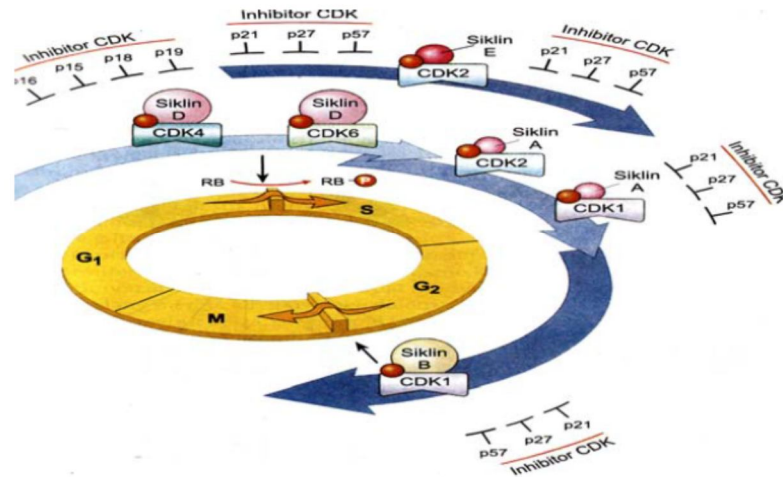 Inhibitor CDK
p16 p15 p18 p19
Inhibitor CDK
p21 p27 p57
Siklin E
CDK2
Inhibitor CDK
p21 p27 p57
Siklin D
CDK4
Siklin D
CDK6
Siklin A
CDK2
Siklin A
CDK1
Inhibitor CDK
p21
p27
p57
RB
RB P
S
G1
G2
M
Siklin B
CDK1
p57 p27 p21
Inhibitor CDK